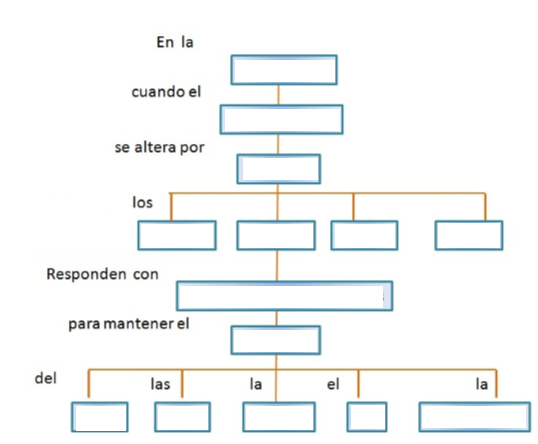 En la
cuando el
se altera por
los
Responden con
para mantener el
del las la el la